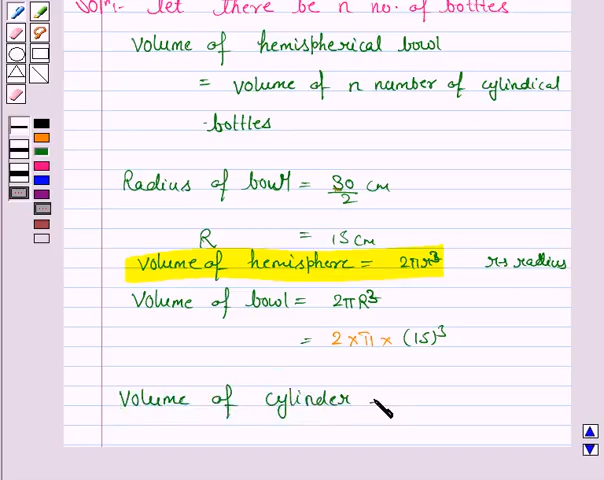 Soln:- let there be n no. of bottles
Volume of hemispherical bowl
= volume of n number of cylindical
bottles
Radius of bowl = 30/2 cm
R = 15 cm
Volume of hemisphere = 2πr³ r→radius
Volume of bowl = 2πR³
= 2×π×(15)³
Volume of cylinder